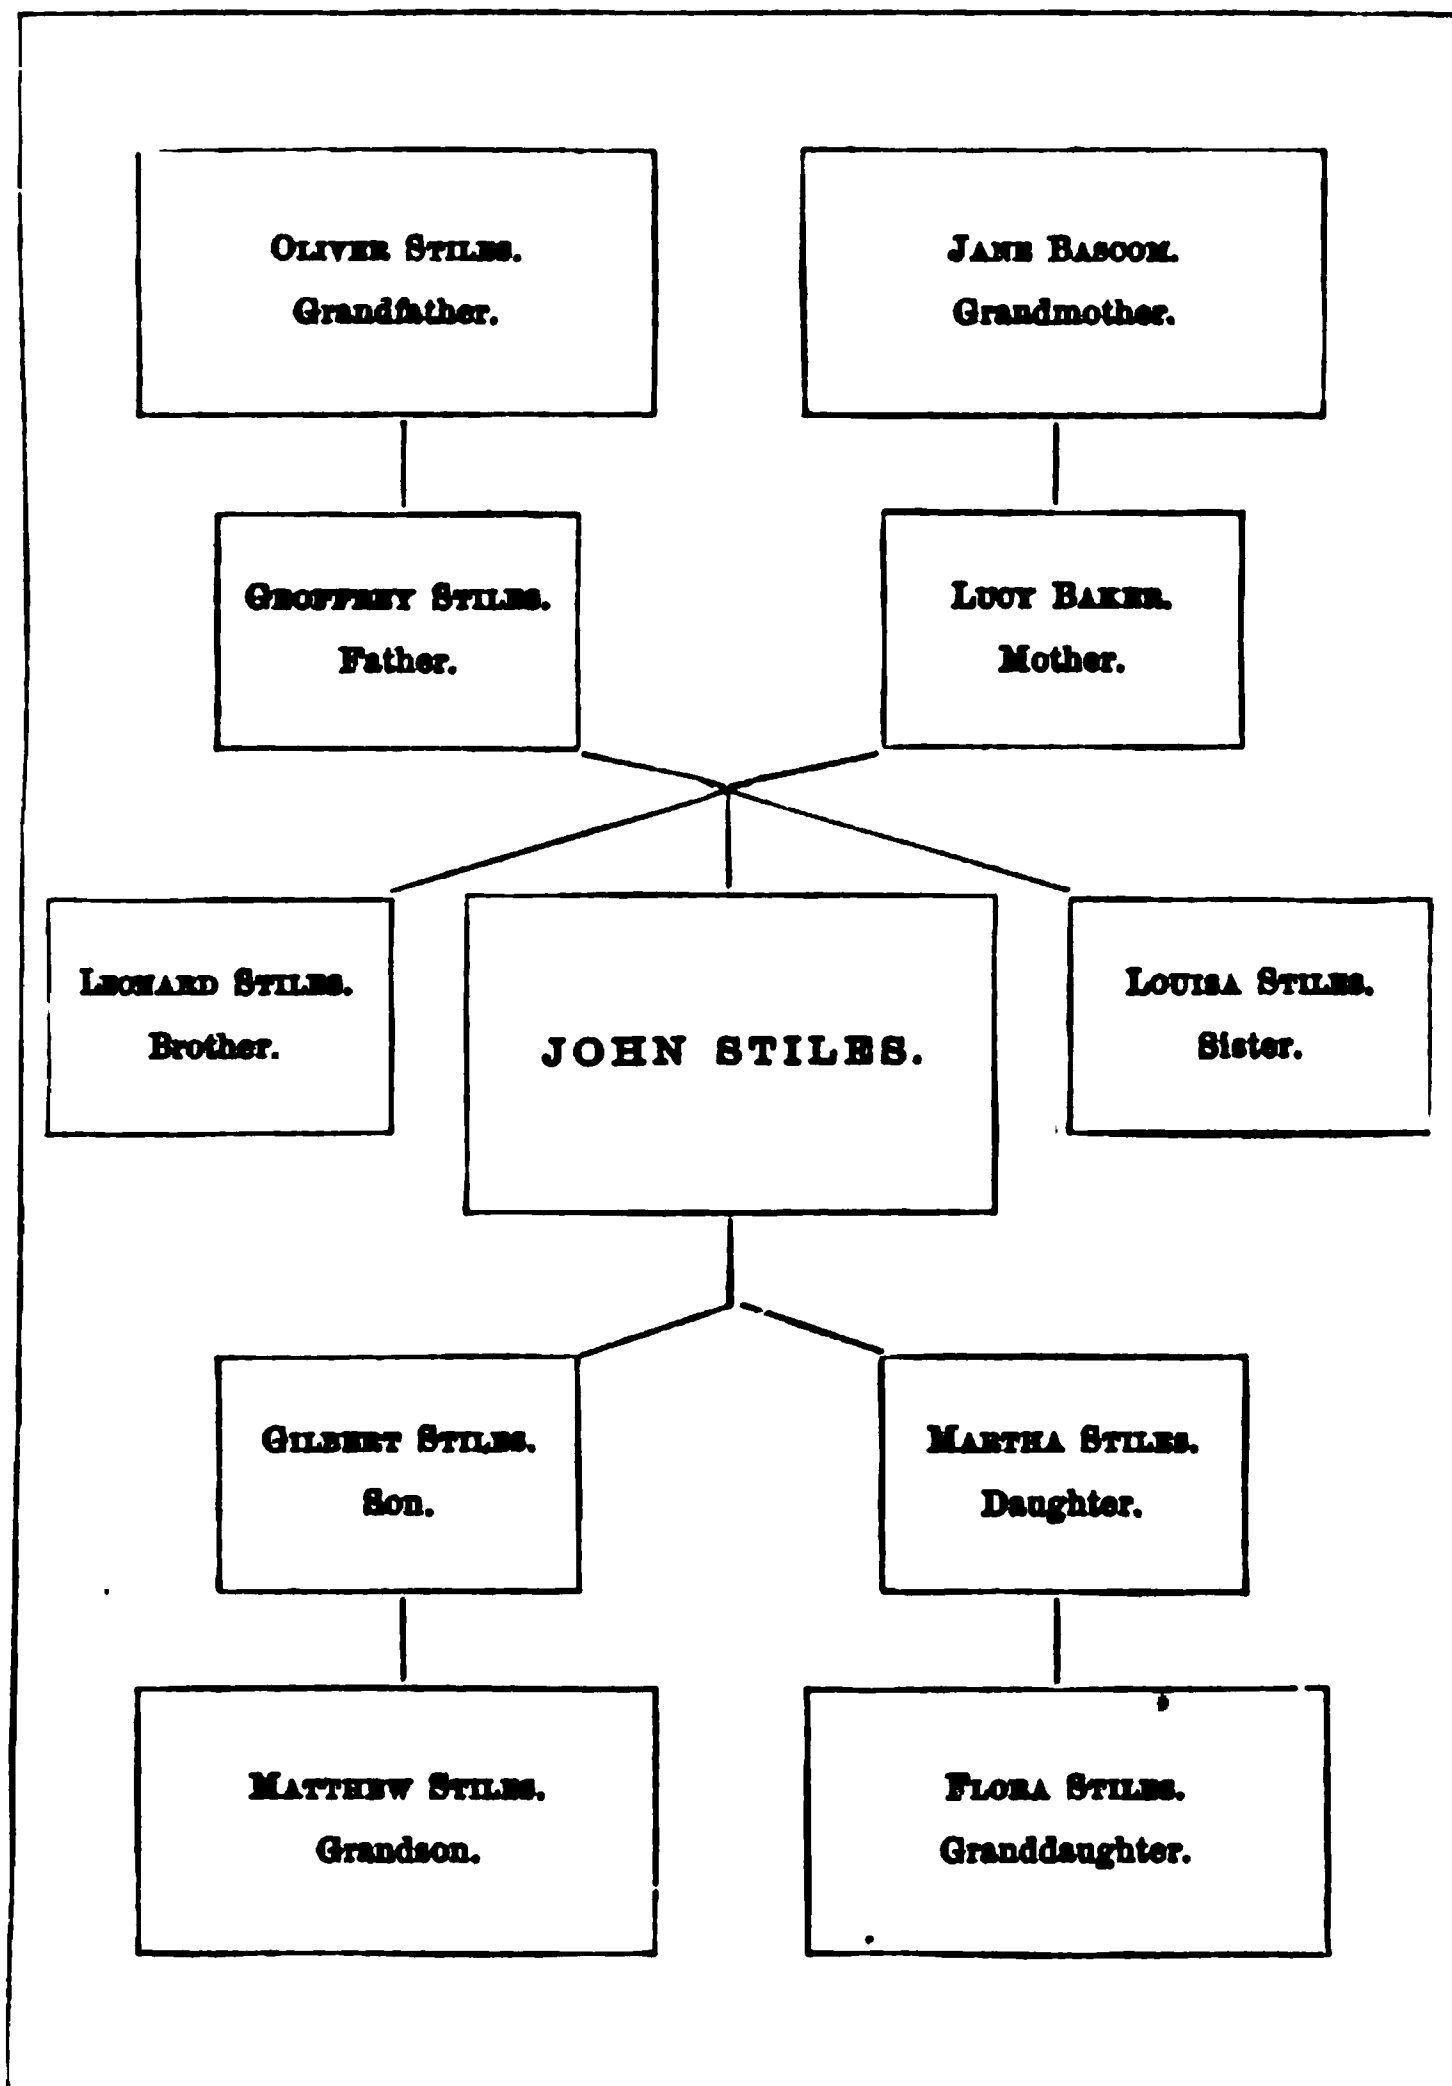 OLIVER STILES.
Grandfather.
JANE BASCOM.
Grandmother.
GEOFFREY STILES.
Father.
LUCY BAKER.
Mother.
LEONARD STILES.
Brother.
JOHN STILES.
LOUISA STILES.
Sister.
GILBERT STILES.
Son.
MARTHA STILES.
Daughter.
MATTHEW STILES.
Grandson.
FLORA STILES.
Granddaughter.